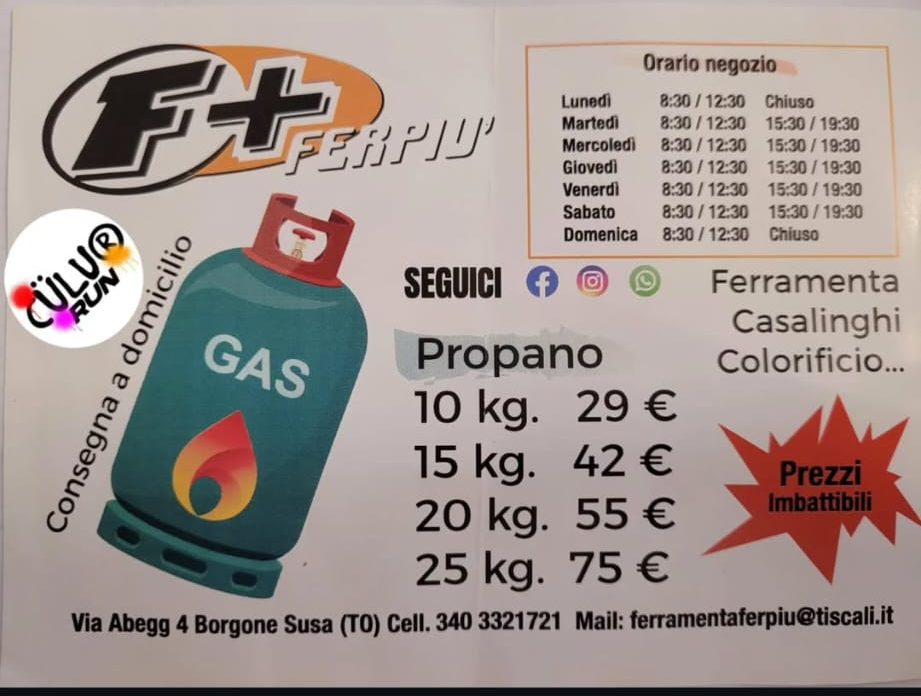 F+
FERPIU'
Orario negozio
Lunedì 8:30 / 12:30 Chiuso
Martedì 8:30 / 12:30 15:30 / 19:30
Mercoledì 8:30 / 12:30 15:30 / 19:30
Giovedì 8:30 / 12:30 15:30 / 19:30
Venerdì 8:30 / 12:30 15:30 / 19:30
Sabato 8:30 / 12:30 15:30 / 19:30
Domenica 8:30 / 12:30 Chiuso
CÜLUR®
RUN
Consegna a domicilio
GAS
SEGUICI
Ferramenta
Casalinghi
Colorificio...
Propano
10 kg. 29 €
15 kg. 42 €
20 kg. 55 €
25 kg. 75 €
Prezzi
Imbattibili
Via Abegg 4 Borgone Susa (TO) Cell. 340 3321721 Mail: ferramentaferpiu@tiscali.it